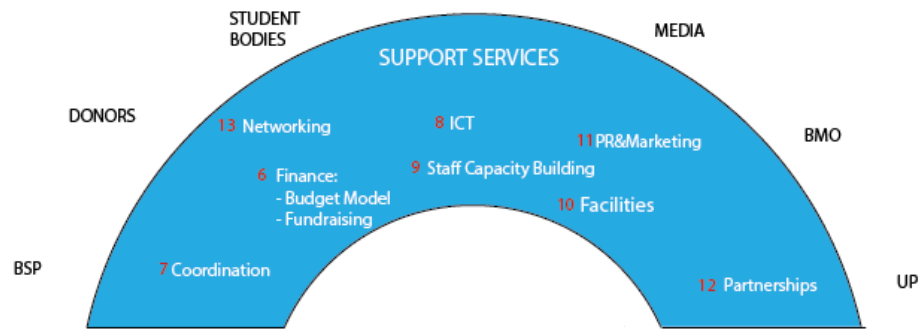 STUDENT
BODIES
MEDIA
SUPPORT SERVICES
DONORS
13 Networking
8 ICT
11 PR&Marketing
BMO
6 Finance:
- Budget Model
- Fundraising
9 Staff Capacity Building
10 Facilities
BSP
7 Coordination
12 Partnerships
UP